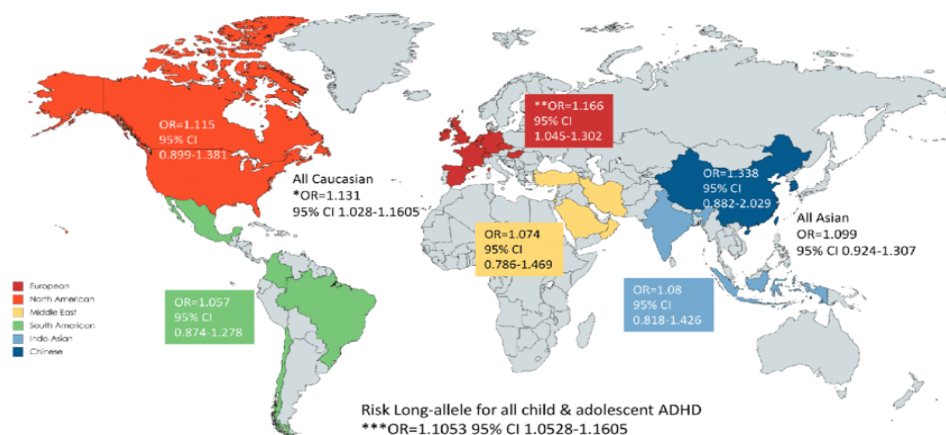 OR=1.115
95% CI
0.899-1.381
All Caucasian
*OR=1.131
95% CI 1.028-1.1605
**OR=1.166
95% CI
1.045-1.302
OR=1.338
95% CI
0.882-2.029
All Asian
OR=1.099
95% CI 0.924-1.307
OR=1.074
95% CI
0.786-1.469
OR=1.057
95% CI
0.874-1.278
OR=1.08
95% CI
0.818-1.426
European
North American
Middle East
South American
Indo Asian
Chinese
Risk Long-allele for all child & adolescent ADHD
***OR=1.1053 95% CI 1.0528-1.1605